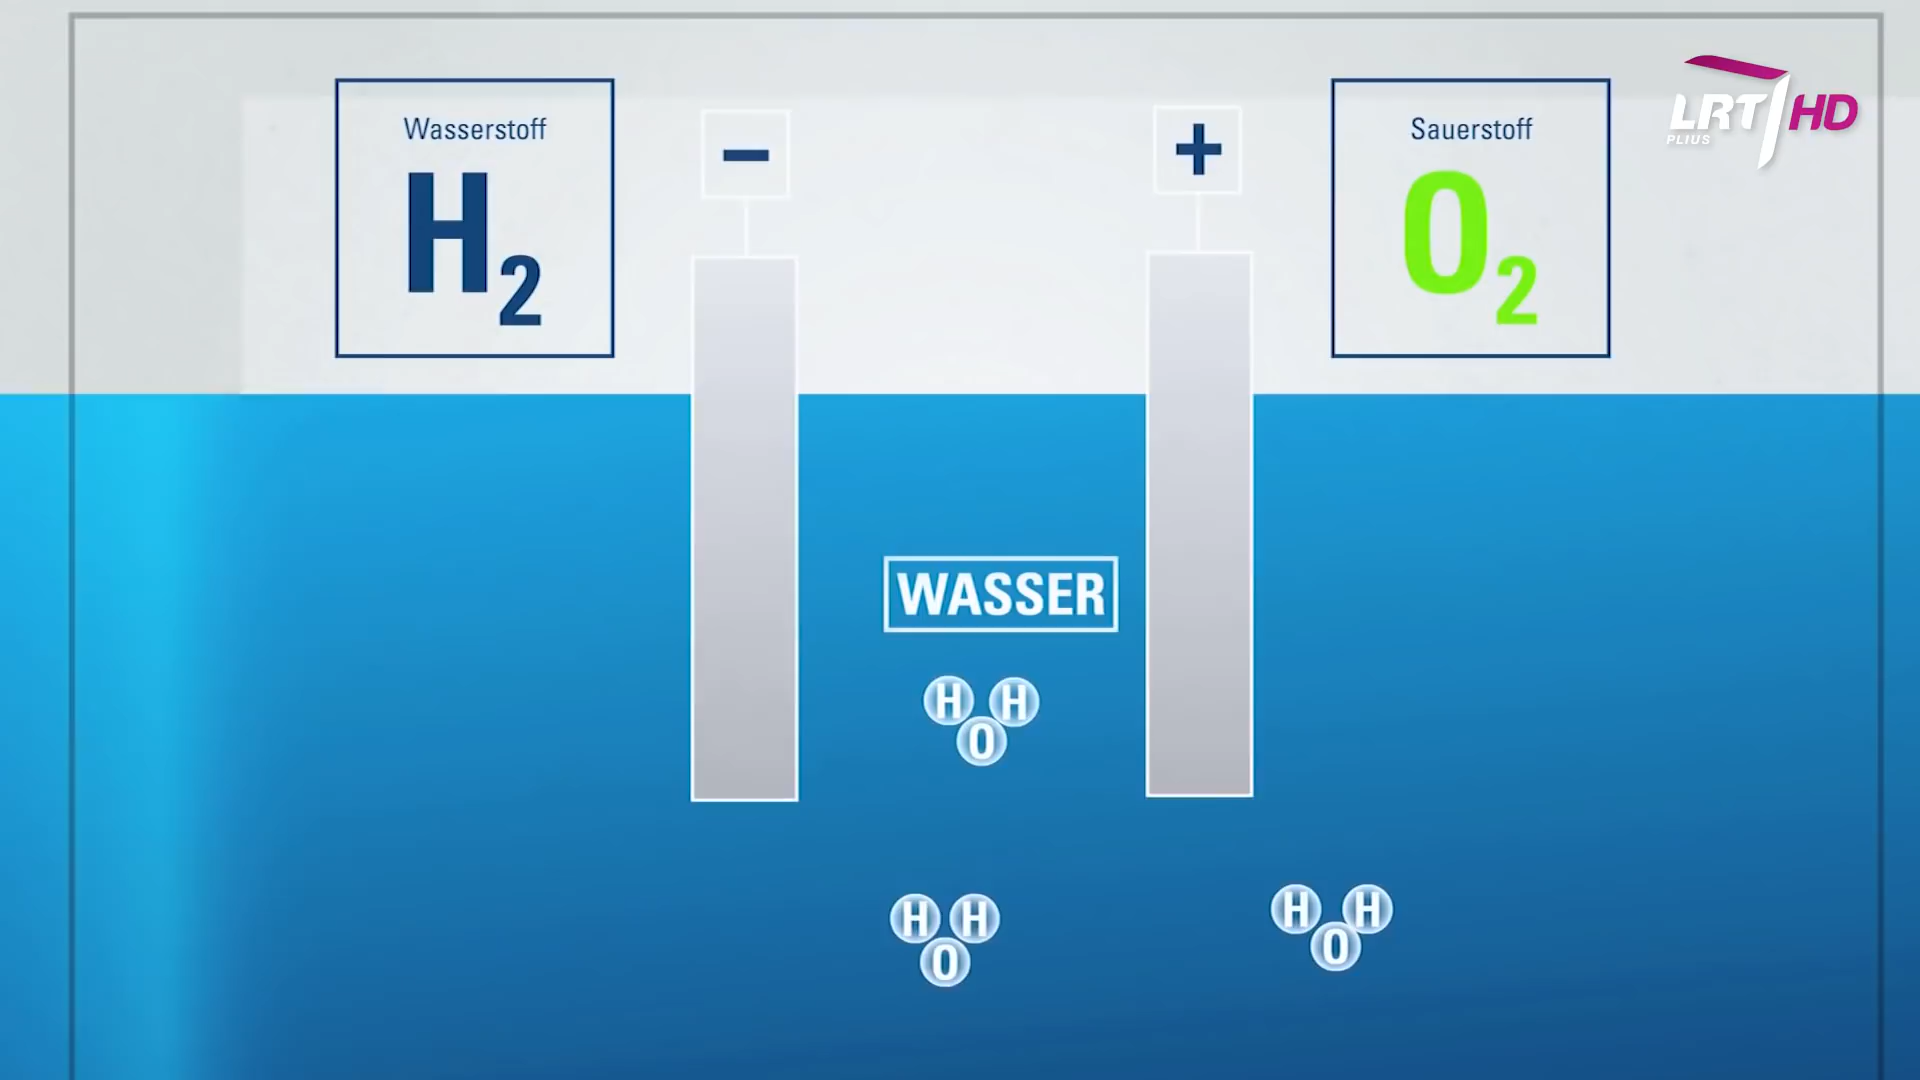 Wasserstoff
H2
−
+
Sauerstoff
O2
LRT HD
PLIUS
WASSER
H H
O
H H
O
H H
O